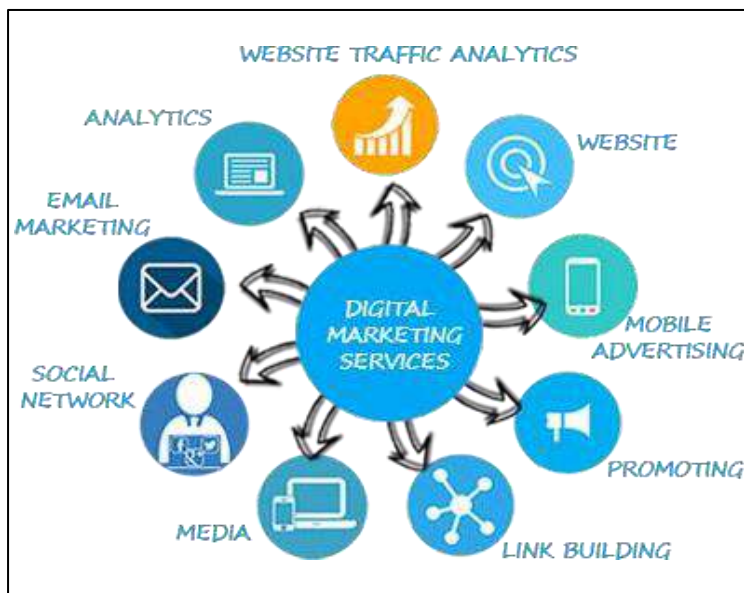 WEBSITE TRAFFIC ANALYTICS
ANALYTICS
WEBSITE
EMAIL
MARKETING
DIGITAL
MARKETING
SERVICES
MOBILE
ADVERTISING
SOCIAL
NETWORK
PROMOTING
MEDIA
LINK BUILDING